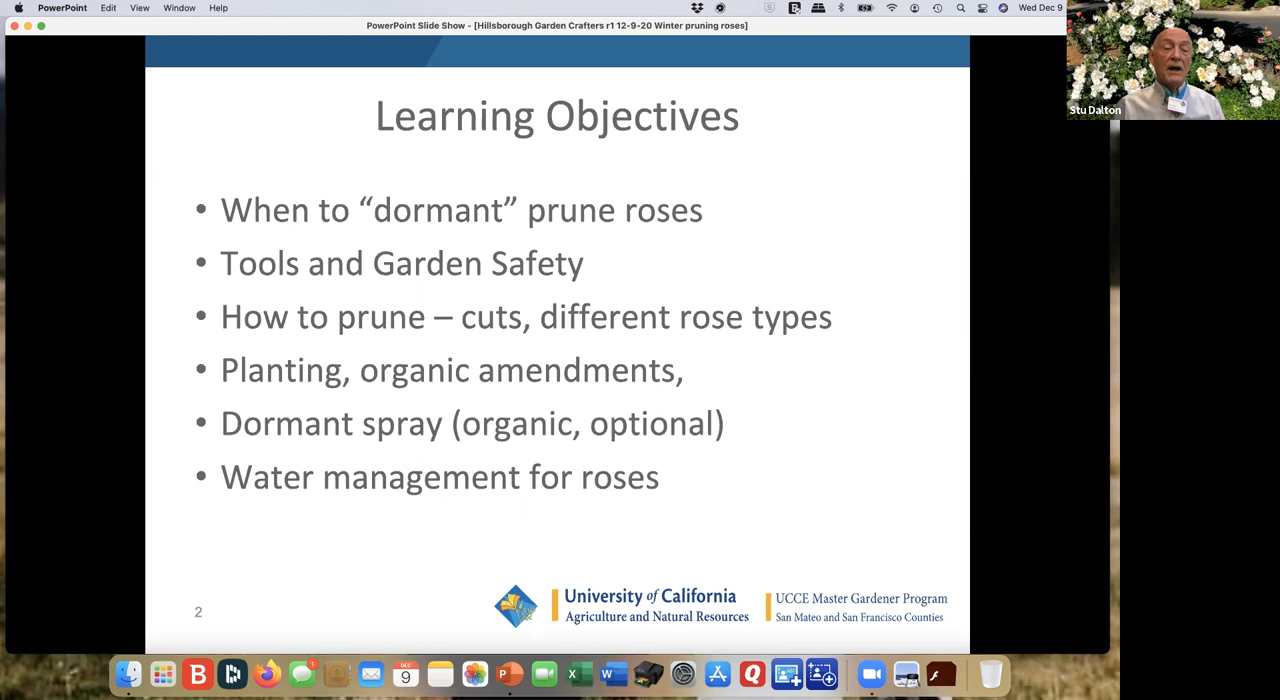 PowerPoint Edit View Window Help Wed Dec 9
PowerPoint Slide Show - [Hillsborough Garden Crafters r1 12-9-20 Winter pruning roses]
Stu Dalton
Learning Objectives
• When to “dormant” prune roses
• Tools and Garden Safety
• How to prune – cuts, different rose types
• Planting, organic amendments,
• Dormant spray (organic, optional)
• Water management for roses
2
University of California
Agriculture and Natural Resources
UCCE Master Gardener Program
San Mateo and San Francisco Counties
B 1 DEC 9 P X W Q